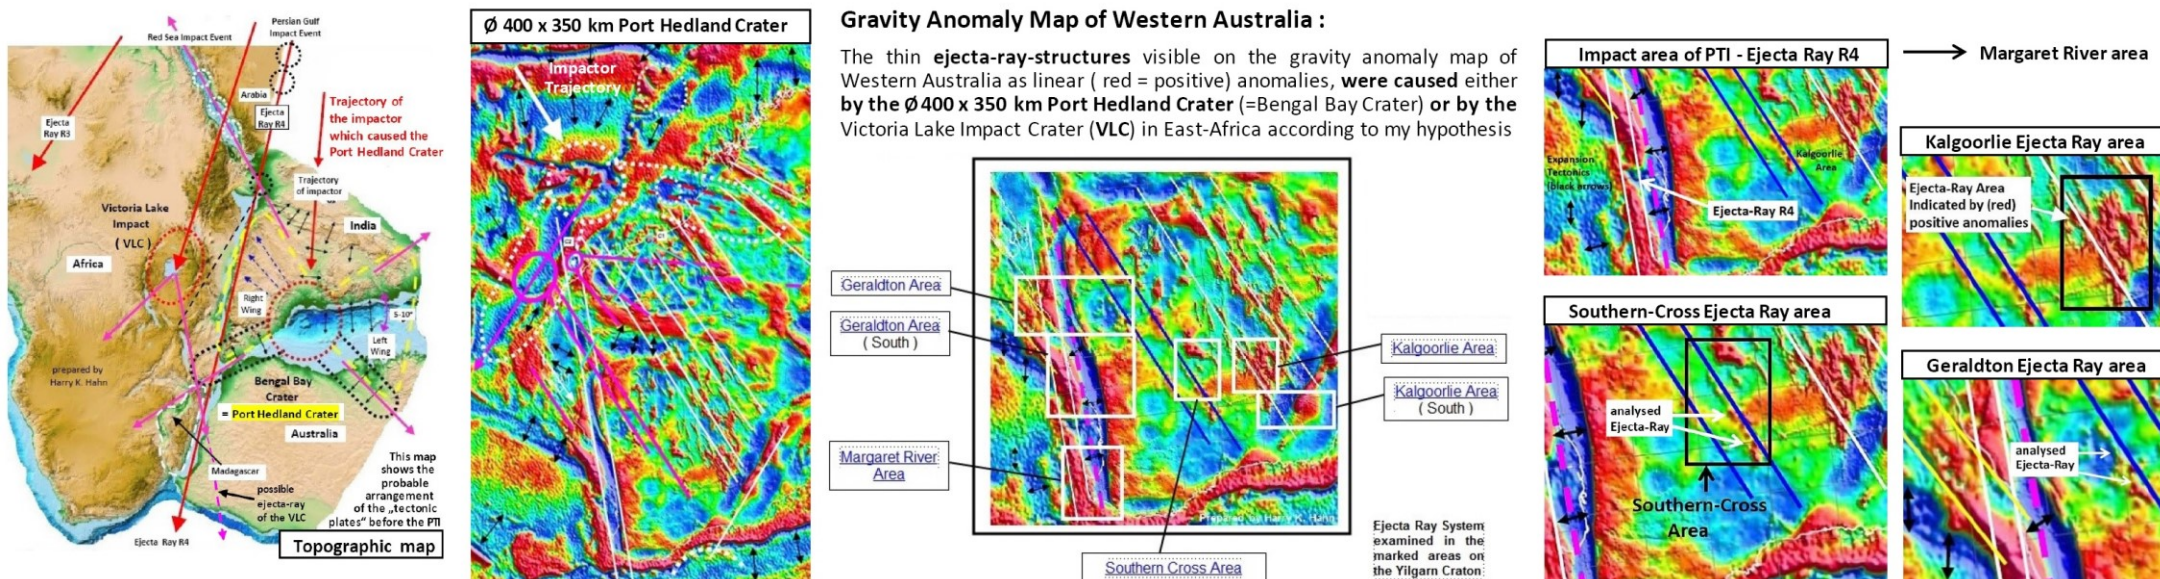 Red Sea Impact Event
Persian Gulf
Impact Event
Arabia
Ejecta
Ray R4
Ejecta
Ray R3
Trajectory of
the impactor
which caused the
Port Hedland Crater
Trajectory
of impactor
Victoria Lake
Impact
( VLC )
India
Africa
Right
Wing
5-10°
Left
Wing
prepared by
Harry K. Hahn
Bengal Bay
Crater
= Port Hedland Crater
Australia
Madagascar
possible
ejecta-ray
of the VLC
This map
shows the
probable
arrangement
of the „tectonic
plates“ before the PTI
Ejecta Ray R4
Topographic map
Ø 400 x 350 km Port Hedland Crater
Impactor
Trajectory
Gravity Anomaly Map of Western Australia :
The thin ejecta-ray-structures visible on the gravity anomaly map of
Western Australia as linear ( red = positive) anomalies, were caused either
by the Ø 400 x 350 km Port Hedland Crater (=Bengal Bay Crater) or by the
Victoria Lake Impact Crater (VLC) in East-Africa according to my hypothesis
Geraldton Area
Geraldton Area
( South )
Margaret River
Area
Kalgoorlie Area
Kalgoorlie Area
( South )
Southern Cross Area
Prepared by Harry K. Hahn
Ejecta Ray System
examined in the
marked areas on
the Yilgarn Craton
Impact area of PTI - Ejecta Ray R4
Expansion
Tectonics
(black arrows)
Kalgoorlie
Area
Ejecta-Ray R4
Southern-Cross Ejecta Ray area
analysed
Ejecta-Ray
Southern-Cross
Area
Margaret River area
Kalgoorlie Ejecta Ray area
Ejecta-Ray Area
Indicated by (red)
positive anomalies
Geraldton Ejecta Ray area
analysed
Ejecta-Ray